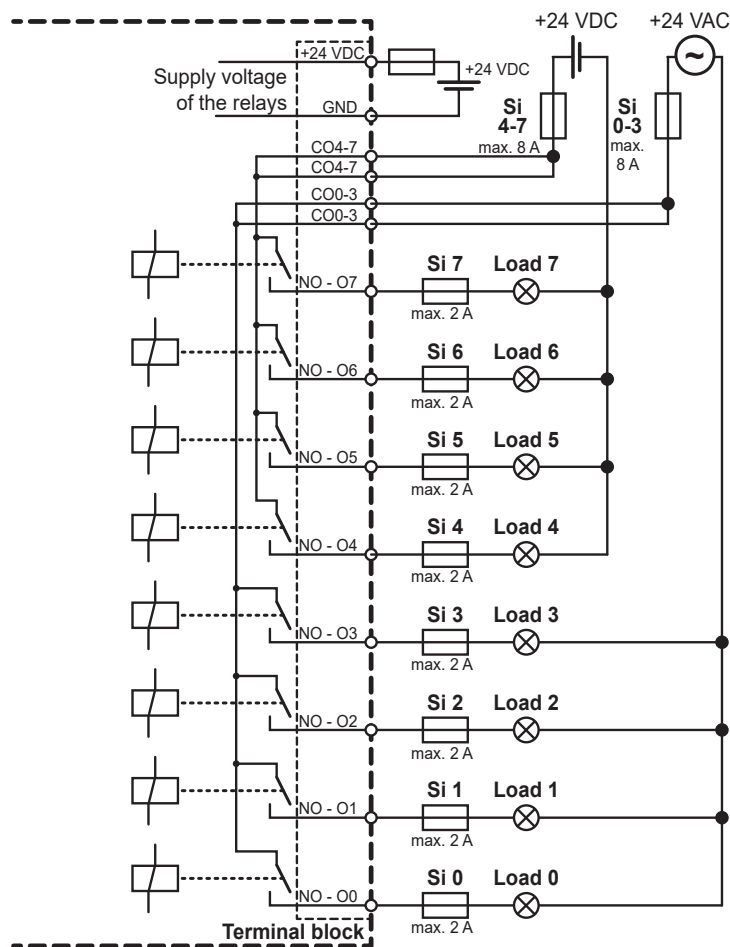 +24 VDC
+24 VAC
+24 VDC
+24 VDC
Supply voltage
of the relays
GND
Si
4-7
max. 8 A
Si
0-3
max.
8 A
~
CO4-7
CO4-7
CO0-3
CO0-3
Si 7
Load 7
NO - O7
max. 2 A
Si 6
Load 6
NO - O6
max. 2 A
Si 5
Load 5
NO - O5
max. 2 A
Si 4
Load 4
NO - O4
max. 2 A
Si 3
Load 3
NO - O3
max. 2 A
Si 2
Load 2
NO - O2
max. 2 A
Si 1
Load 1
NO - O1
max. 2 A
Si 0
Load 0
NO - O0
max. 2 A
Terminal block